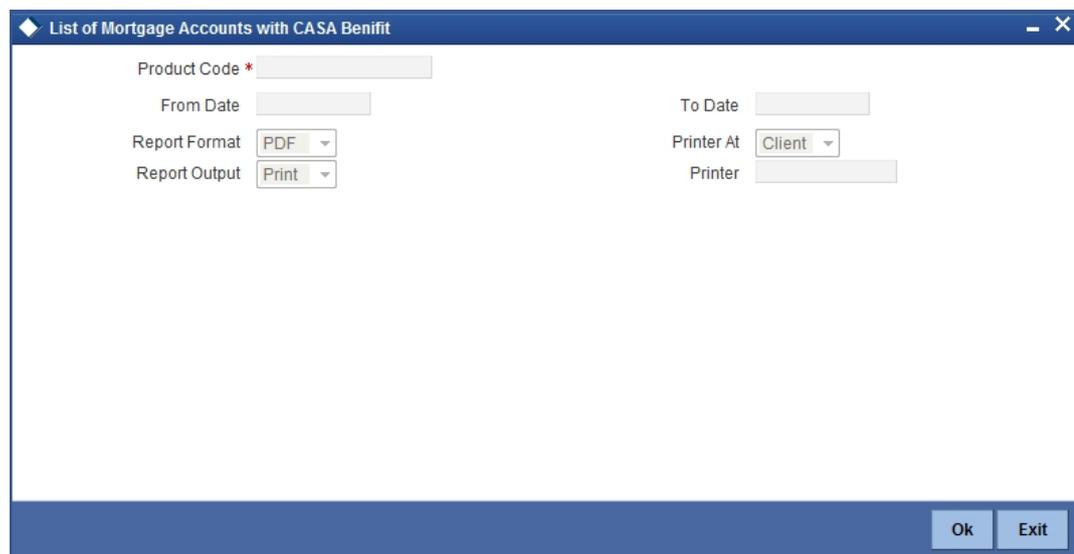 List of Mortgage Accounts with CASA Benifit
Product Code *
From Date To Date
Report Format PDF Printer At Client
Report Output Print Printer
Ok Exit